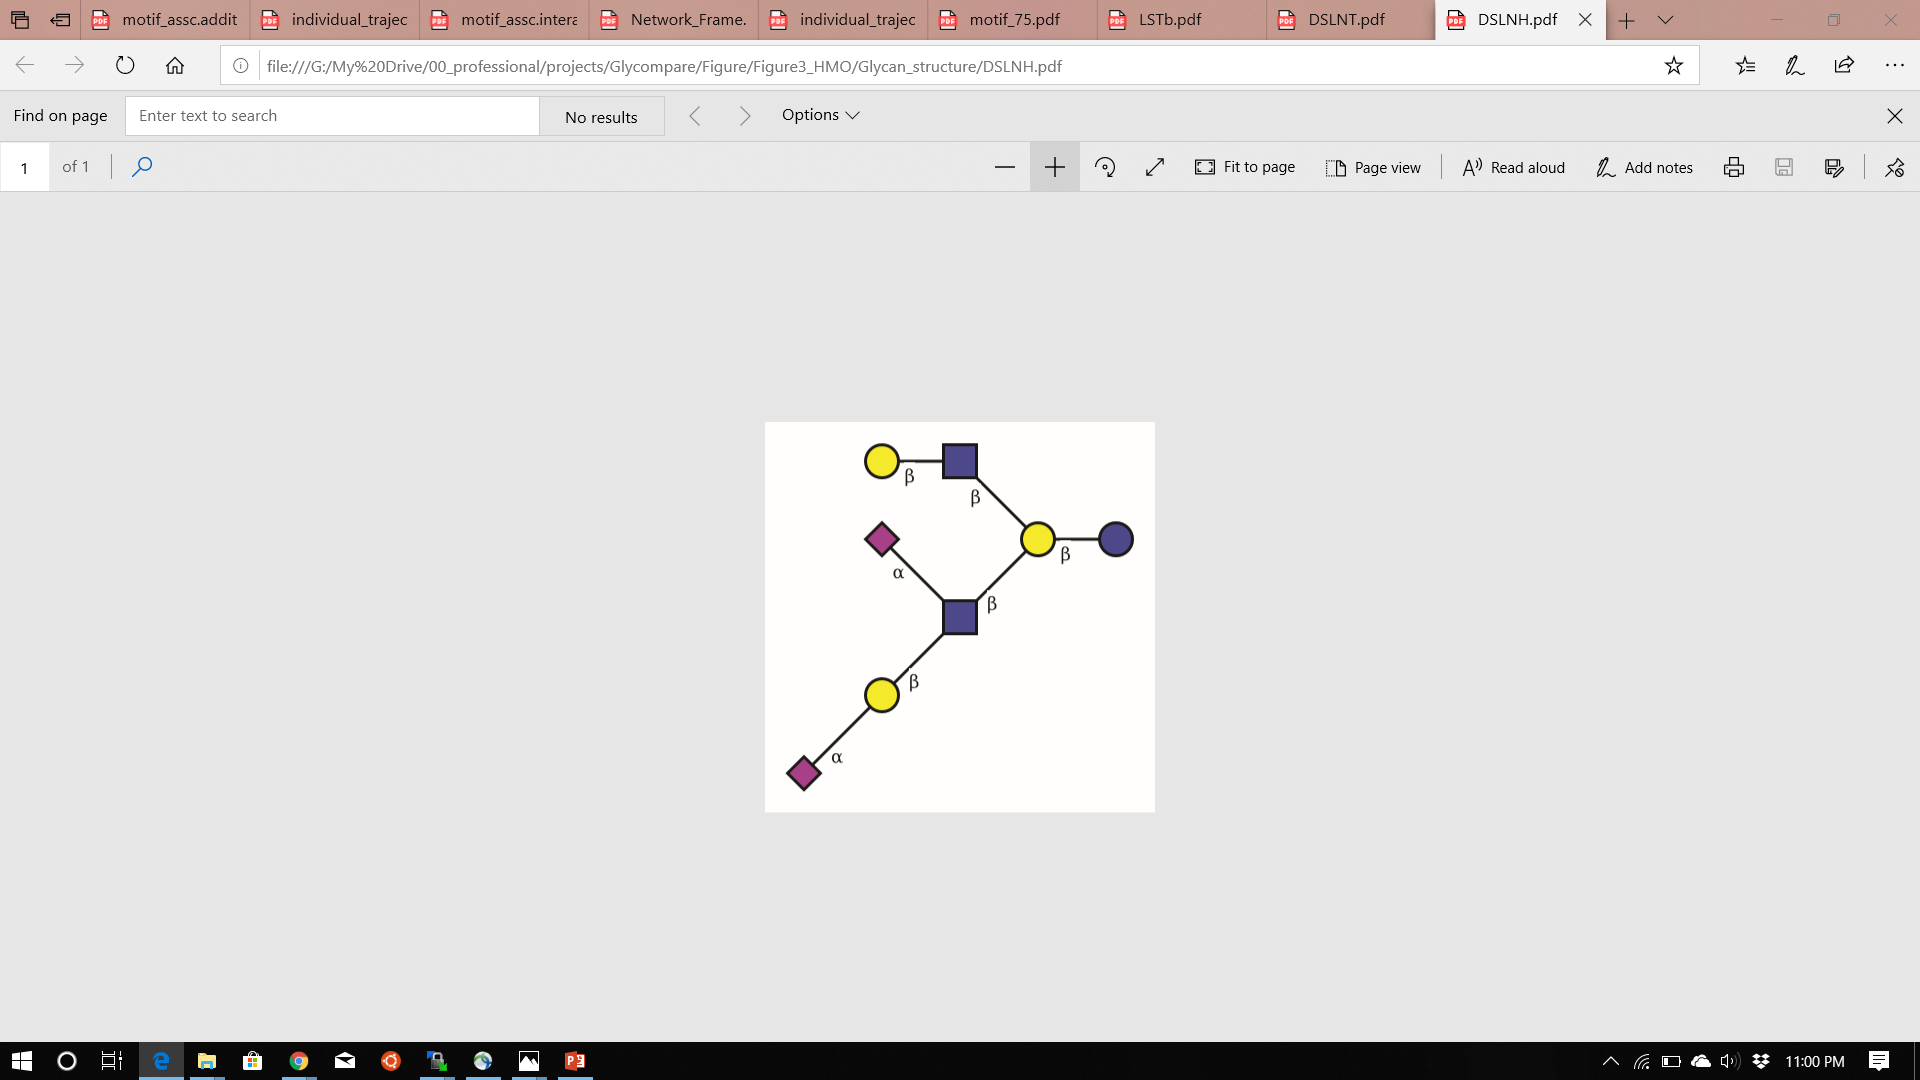 motif_assc.addit
individual_trajec
motif_assc.intera
Network_Frame.
individual_trajec
motif_75.pdf
LSTb.pdf
DSLNT.pdf
DSLNH.pdf
file:///G:/My%20Drive/00_professional/projects/Glycompare/Figure/Figure3_HMO/Glycan_structure/DSLNH.pdf
Find on page
Enter text to search
No results
Options
1
of 1
Fit to page
Page view
Read aloud
Add notes
β
β
β
α
β
β
α
11:00 PM